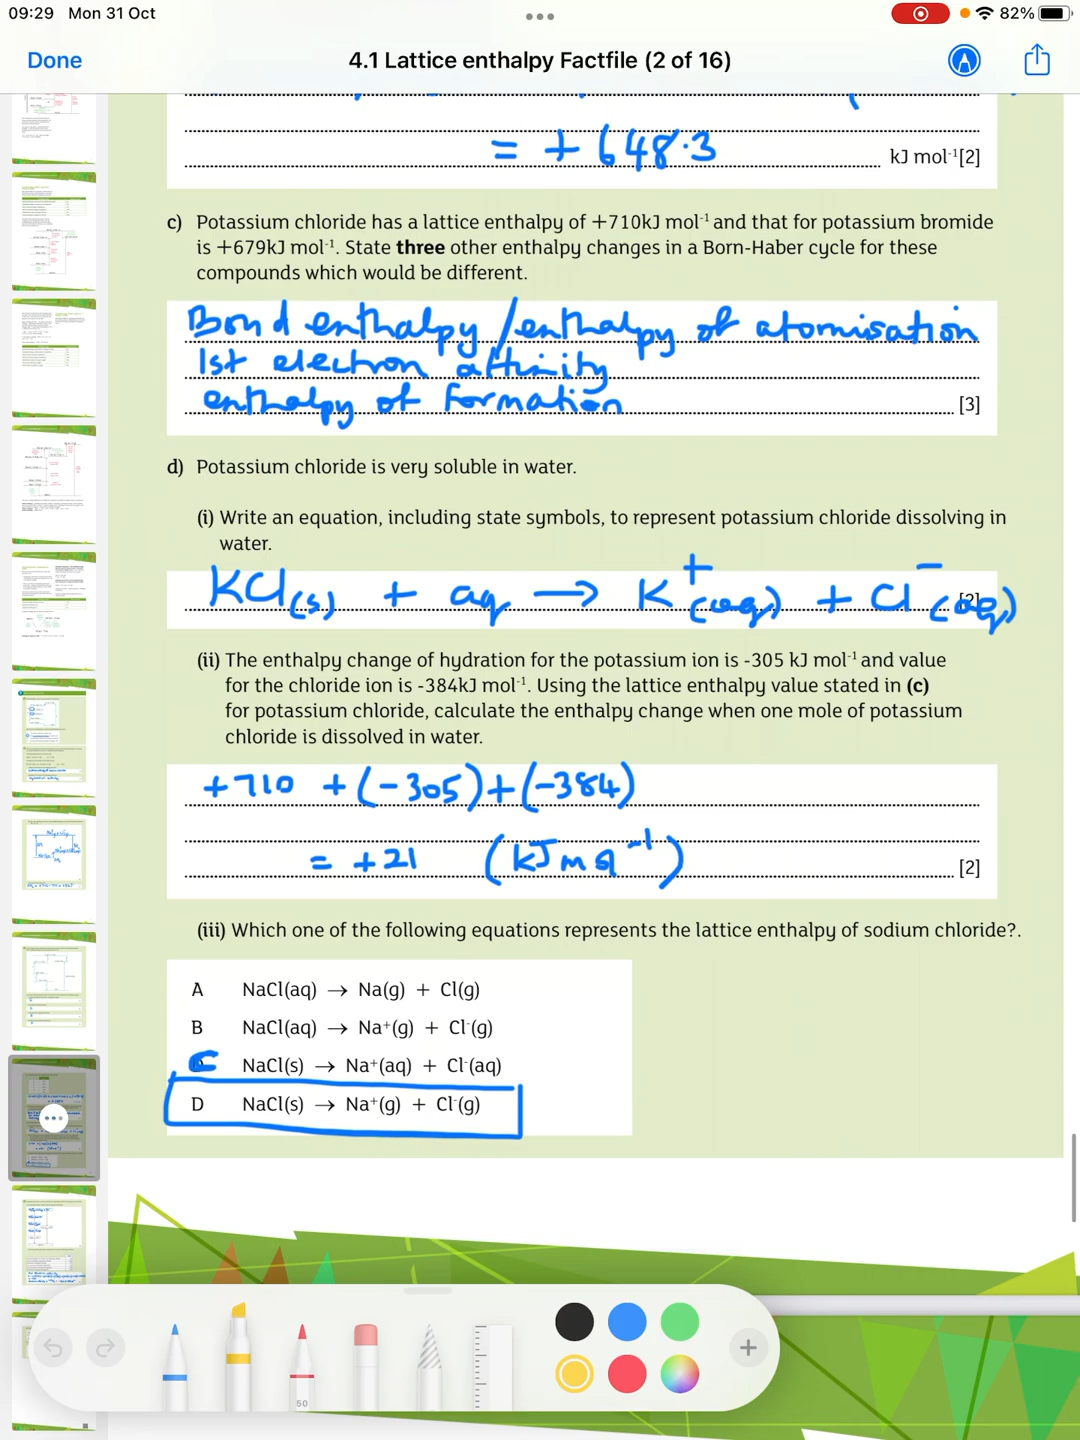 09:29 Mon 31 Oct
82%
Done
4.1 Lattice enthalpy Factfile (2 of 16)
= + 648.3
kJ mol⁻¹[2]
c) Potassium chloride has a lattice enthalpy of +710kJ mol⁻¹ and that for potassium bromide
is +679kJ mol⁻¹. State three other enthalpy changes in a Born-Haber cycle for these
compounds which would be different.
Bond enthalpy / enthalpy of atomisation
1st electron affinity
enthalpy of formation
[3]
d) Potassium chloride is very soluble in water.
(i) Write an equation, including state symbols, to represent potassium chloride dissolving in
water.
KCl(s) + aq → K⁺(aq) + Cl⁻(aq)
[2]
(ii) The enthalpy change of hydration for the potassium ion is -305 kJ mol⁻¹ and value
for the chloride ion is -384kJ mol⁻¹. Using the lattice enthalpy value stated in (c)
for potassium chloride, calculate the enthalpy change when one mole of potassium
chloride is dissolved in water.
+710 + (-305) + (-384)
= +21 (kJ mol⁻¹)
[2]
(iii) Which one of the following equations represents the lattice enthalpy of sodium chloride?.
A NaCl(aq) → Na(g) + Cl(g)
B NaCl(aq) → Na⁺(g) + Cl⁻(g)
C NaCl(s) → Na⁺(aq) + Cl⁻(aq)
D NaCl(s) → Na⁺(g) + Cl⁻(g)
50